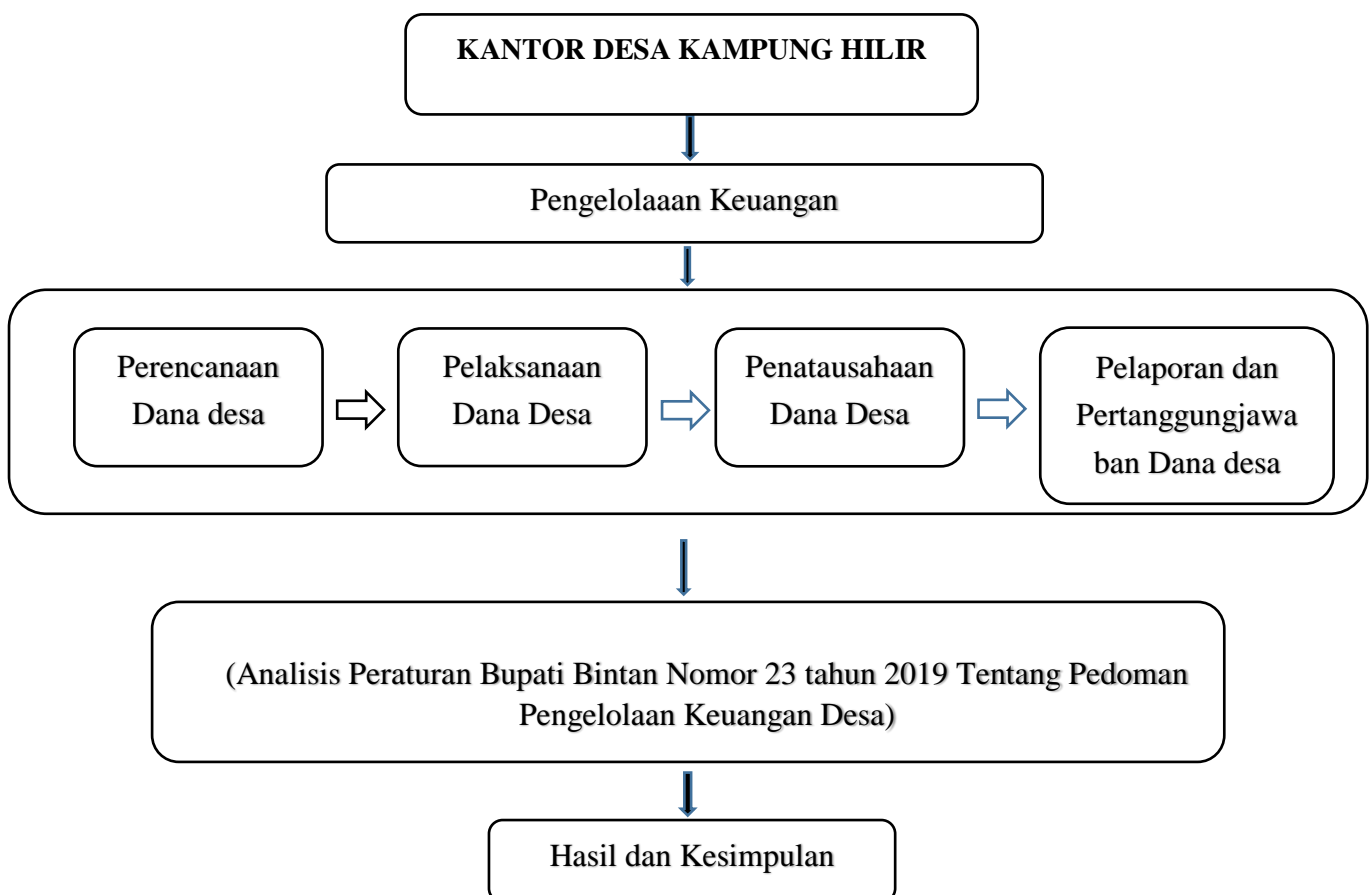 KANTOR DESA KAMPUNG HILIR
Pengelolaaan Keuangan
Perencanaan
Dana desa
Pelaksanaan
Dana Desa
Penatausahaan
Dana Desa
Pelaporan dan
Pertanggungjawa
ban Dana desa
(Analisis Peraturan Bupati Bintan Nomor 23 tahun 2019 Tentang Pedoman
Pengelolaan Keuangan Desa)
Hasil dan Kesimpulan